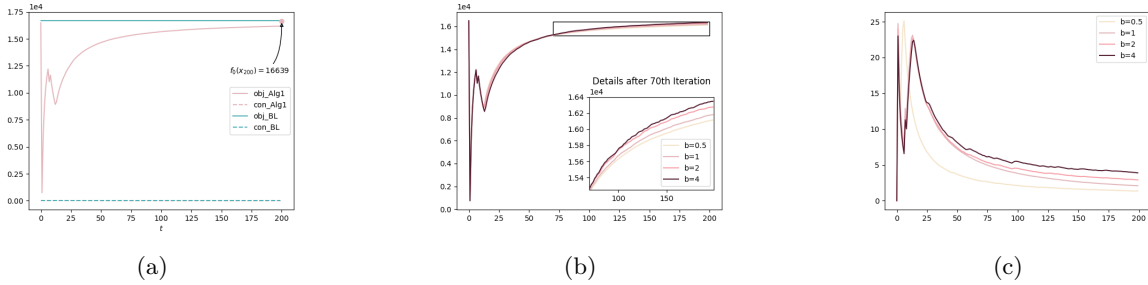 1e4
1.75
1.50
1.25
1.00
0.75
0.50
0.25
0.00
0 25 50 75 100 125 150 175 200
t
f₀(x₂₀₀) = 16639
obj_Alg1
con_Alg1
obj_BL
con_BL
(a)
1e4
1.6
1.4
1.2
1.0
0.8
0.6
0.4
0.2
0.0
0 25 50 75 100 125 150 175 200
Details after 70th Iteration
1e4
1.64
1.62
1.60
1.58
1.56
1.54
100 150
b=0.5
b=1
b=2
b=4
(b)
25
20
15
10
5
0
0 25 50 75 100 125 150 175 200
b=0.5
b=1
b=2
b=4
(c)